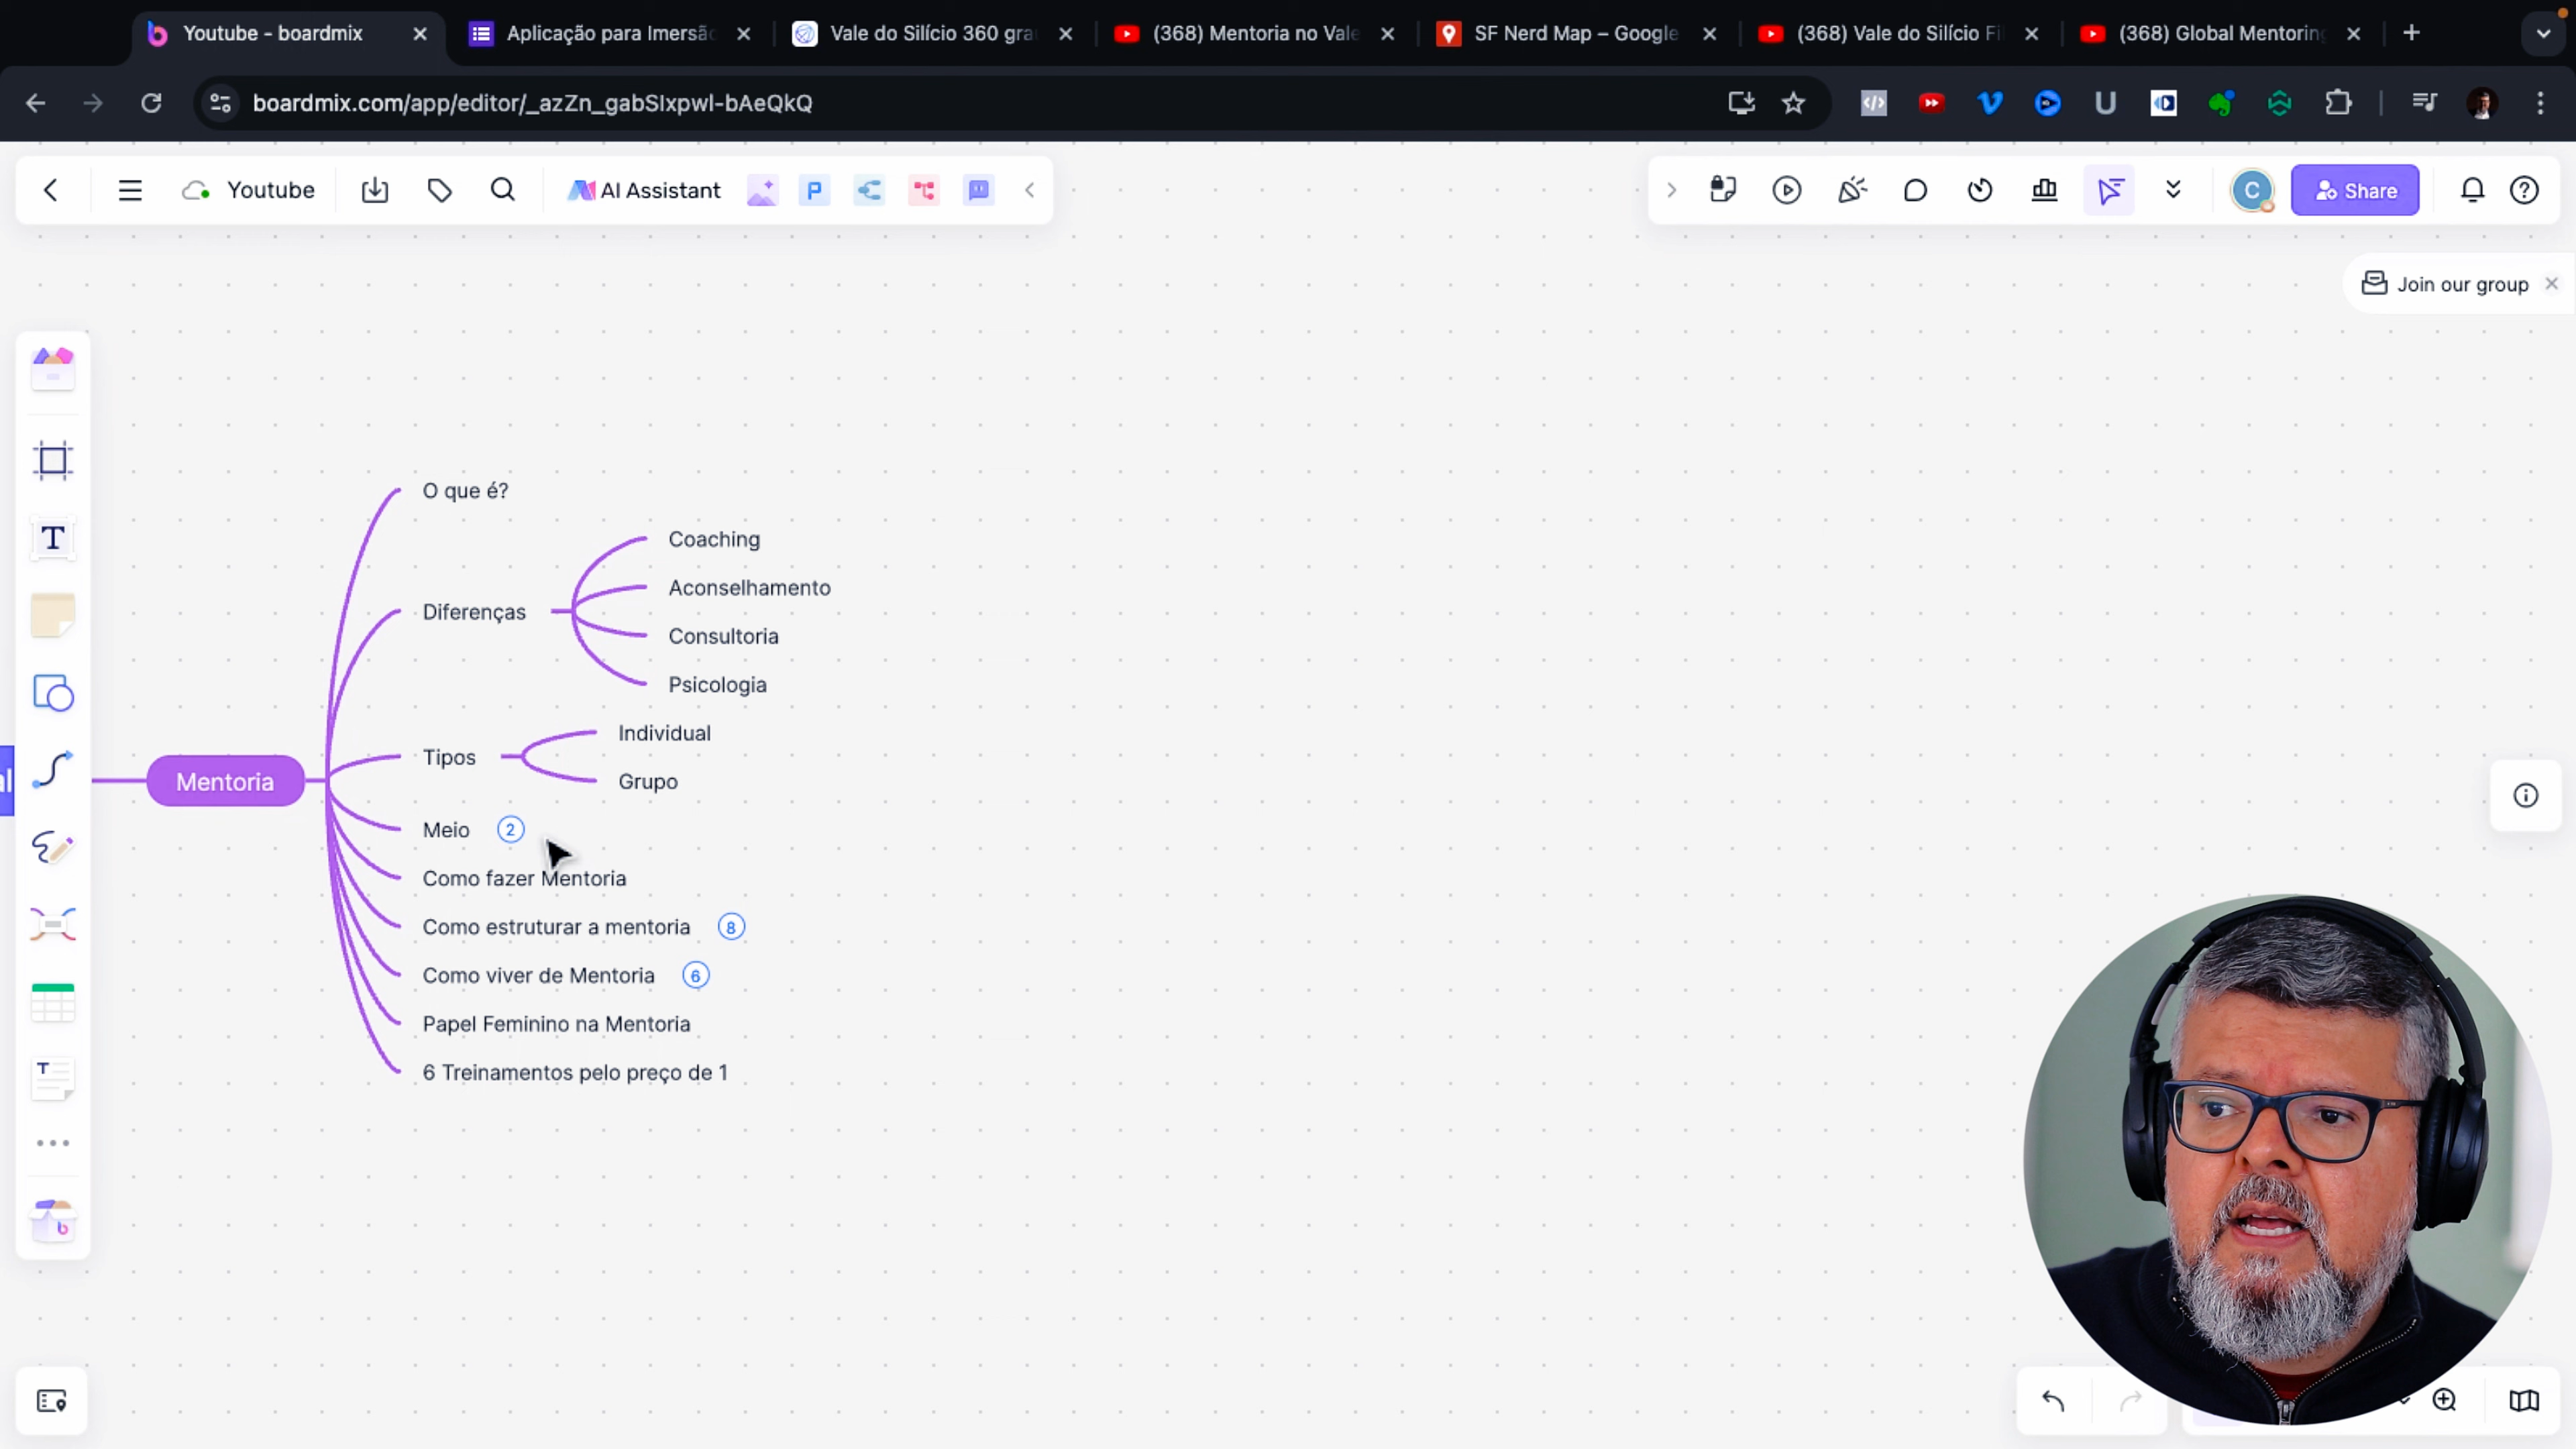 Youtube - boardmix
Aplicação para Imersão
Vale do Silício 360 gra
(368) Mentoria no Vale
SF Nerd Map – Google
(368) Vale do Silício Fi
(368) Global Mentoring
boardmix.com/app/editor/_azZn_gabSIxpwI-bAeQkQ
Youtube
AI Assistant
C
Share
Join our group
O que é?
Coaching
Aconselhamento
Diferenças
Consultoria
Psicologia
Individual
Tipos
Mentoria
Grupo
Meio 2
Como fazer Mentoria
Como estruturar a mentoria 8
Como viver de Mentoria 6
Papel Feminino na Mentoria
6 Treinamentos pelo preço de 1